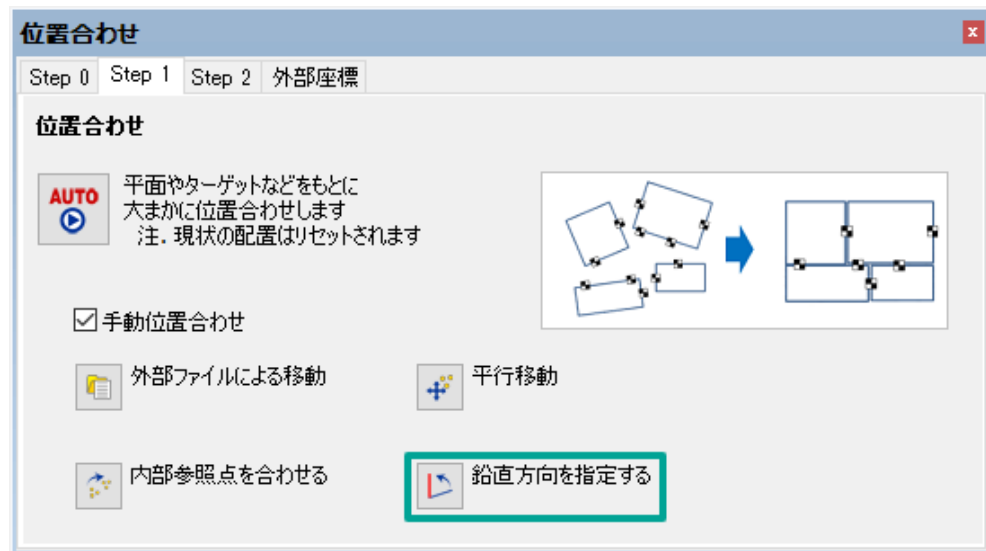 位置合わせ
Step 0 Step 1 Step 2 外部座標
位置合わせ
AUTO
平面やターゲットなどをもとに
大まかに位置合わせします
注. 現状の配置はリセットされます
手動位置合わせ
外部ファイルによる移動
平行移動
内部参照点を合わせる
鉛直方向を指定する